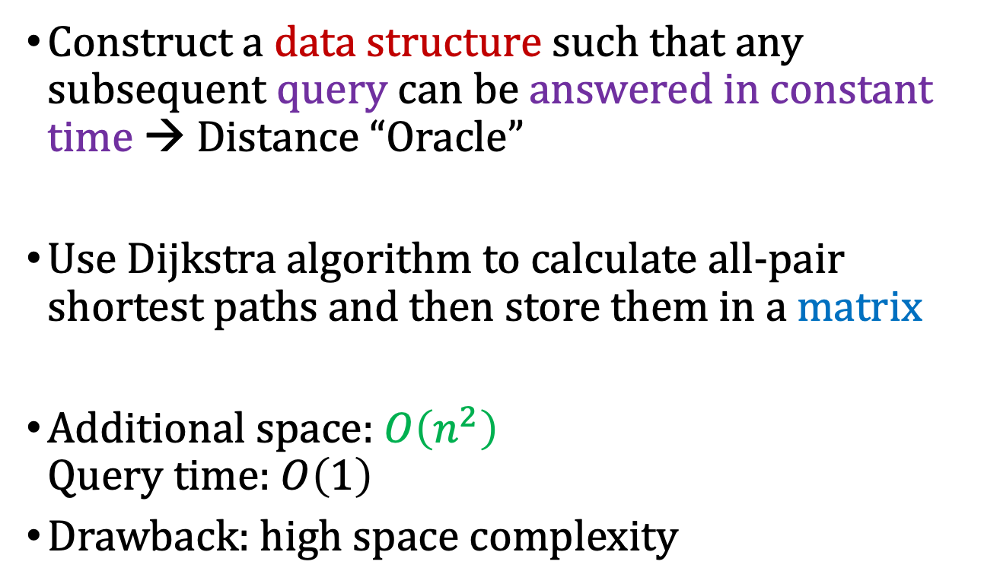 • Construct a data structure such that any
subsequent query can be answered in constant
time → Distance “Oracle”
• Use Dijkstra algorithm to calculate all-pair
shortest paths and then store them in a matrix
• Additional space: O(n²)
Query time: O(1)
• Drawback: high space complexity